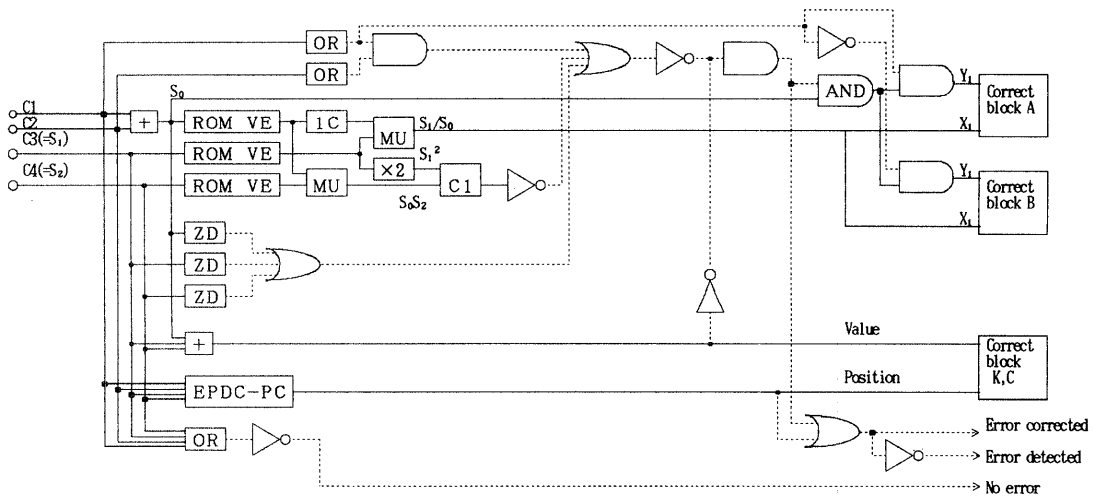 OR
OR
C1
C2
C3(=S₁)
C4(=S₂)
+
S₀
ROM VE
ROM VE
ROM VE
IC
MU
×2
MU
C1
S₁/S₀
S₁²
S₀S₂
AND
Y₁
X₁
Correct
block A
Y₁
X₁
Correct
block B
ZD
ZD
ZD
+
Value
Position
Correct
block
K,C
EPDC-PC
OR
Error corrected
Error detected
No error